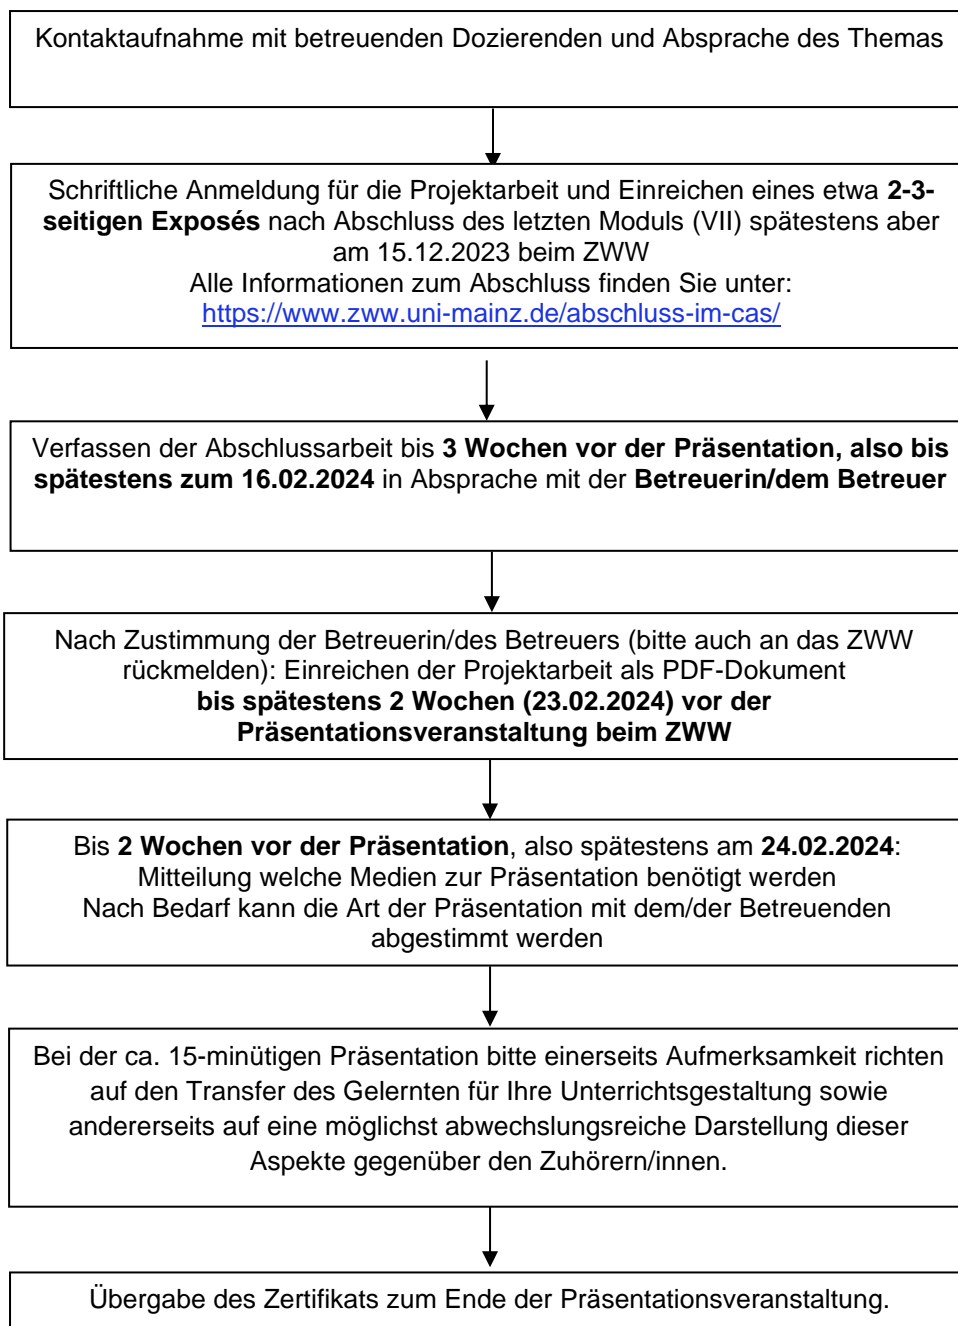 Kontaktaufnahme mit betreuenden Dozierenden und Absprache des Themas
Schriftliche Anmeldung für die Projektarbeit und Einreichen eines etwa 2-3-
seitigen Exposés nach Abschluss des letzten Moduls (VII) spätestens aber
am 15.12.2023 beim ZWW
Alle Informationen zum Abschluss finden Sie unter:
https://www.zww.uni-mainz.de/abschluss-im-cas/
Verfassen der Abschlussarbeit bis 3 Wochen vor der Präsentation, also bis
spätestens zum 16.02.2024 in Absprache mit der Betreuerin/dem Betreuer
Nach Zustimmung der Betreuerin/des Betreuers (bitte auch an das ZWW
rückmelden): Einreichen der Projektarbeit als PDF-Dokument
bis spätestens 2 Wochen (23.02.2024) vor der
Präsentationsveranstaltung beim ZWW
Bis 2 Wochen vor der Präsentation, also spätestens am 24.02.2024:
Mitteilung welche Medien zur Präsentation benötigt werden
Nach Bedarf kann die Art der Präsentation mit dem/der Betreuenden
abgestimmt werden
Bei der ca. 15-minütigen Präsentation bitte einerseits Aufmerksamkeit richten
auf den Transfer des Gelernten für Ihre Unterrichtsgestaltung sowie
andererseits auf eine möglichst abwechslungsreiche Darstellung dieser
Aspekte gegenüber den Zuhörern/innen.
Übergabe des Zertifikats zum Ende der Präsentationsveranstaltung.